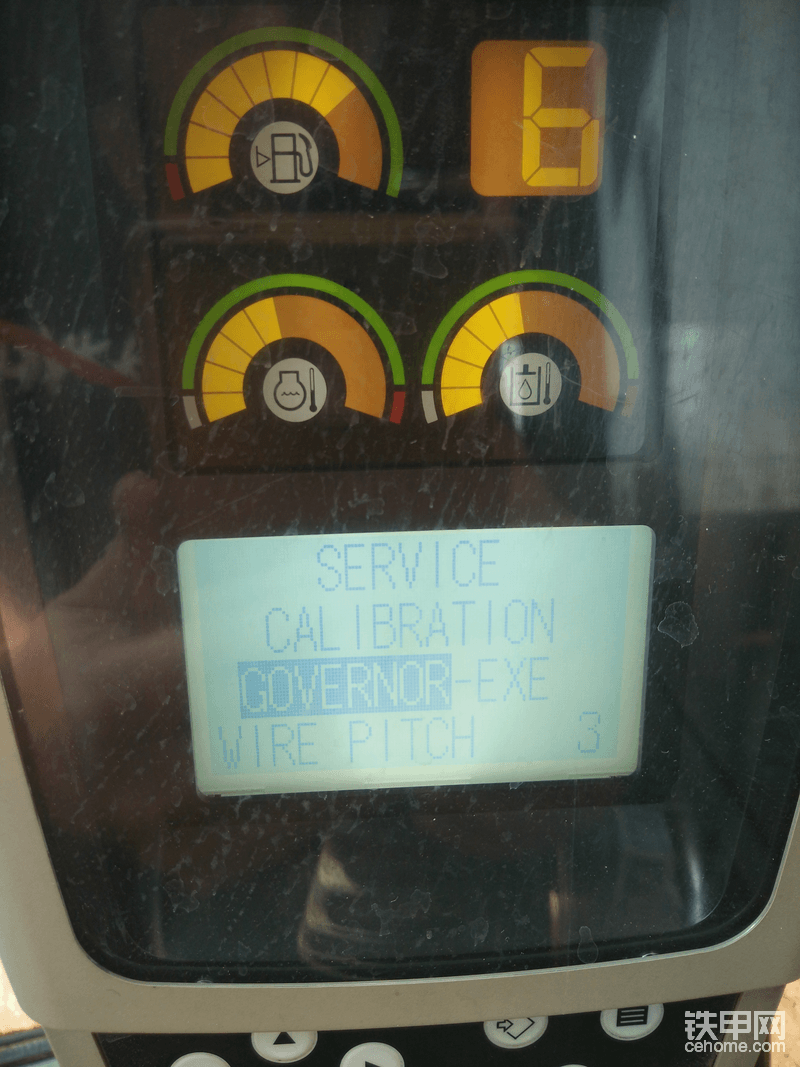 6
SERVICE
CALIBRATION
GOVERNOR-EXE
WIRE PITCH 3
铁甲网
cehome.com